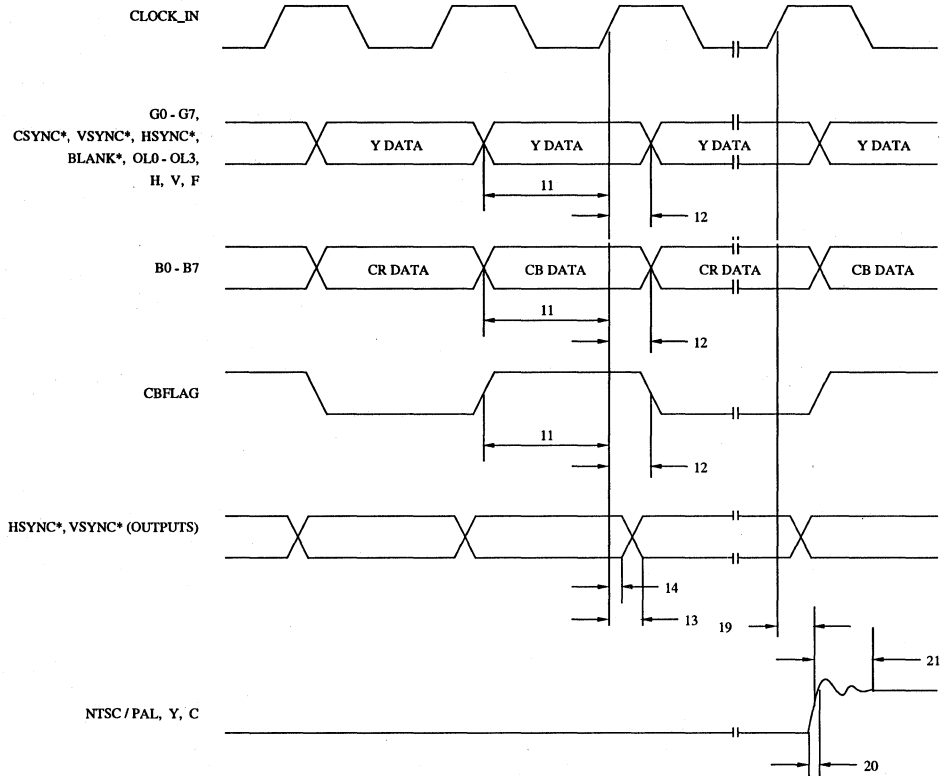 CLOCK_IN
G0 - G7,
CSYNC*, VSYNC*, HSYNC*,
BLANK*, OL0 - OL3,
H, V, F
Y DATA
Y DATA
Y DATA
Y DATA
11
12
B0 - B7
CR DATA
CB DATA
CR DATA
CB DATA
11
12
CBFLAG
11
12
HSYNC*, VSYNC* (OUTPUTS)
14
13
19
21
NTSC / PAL, Y, C
20